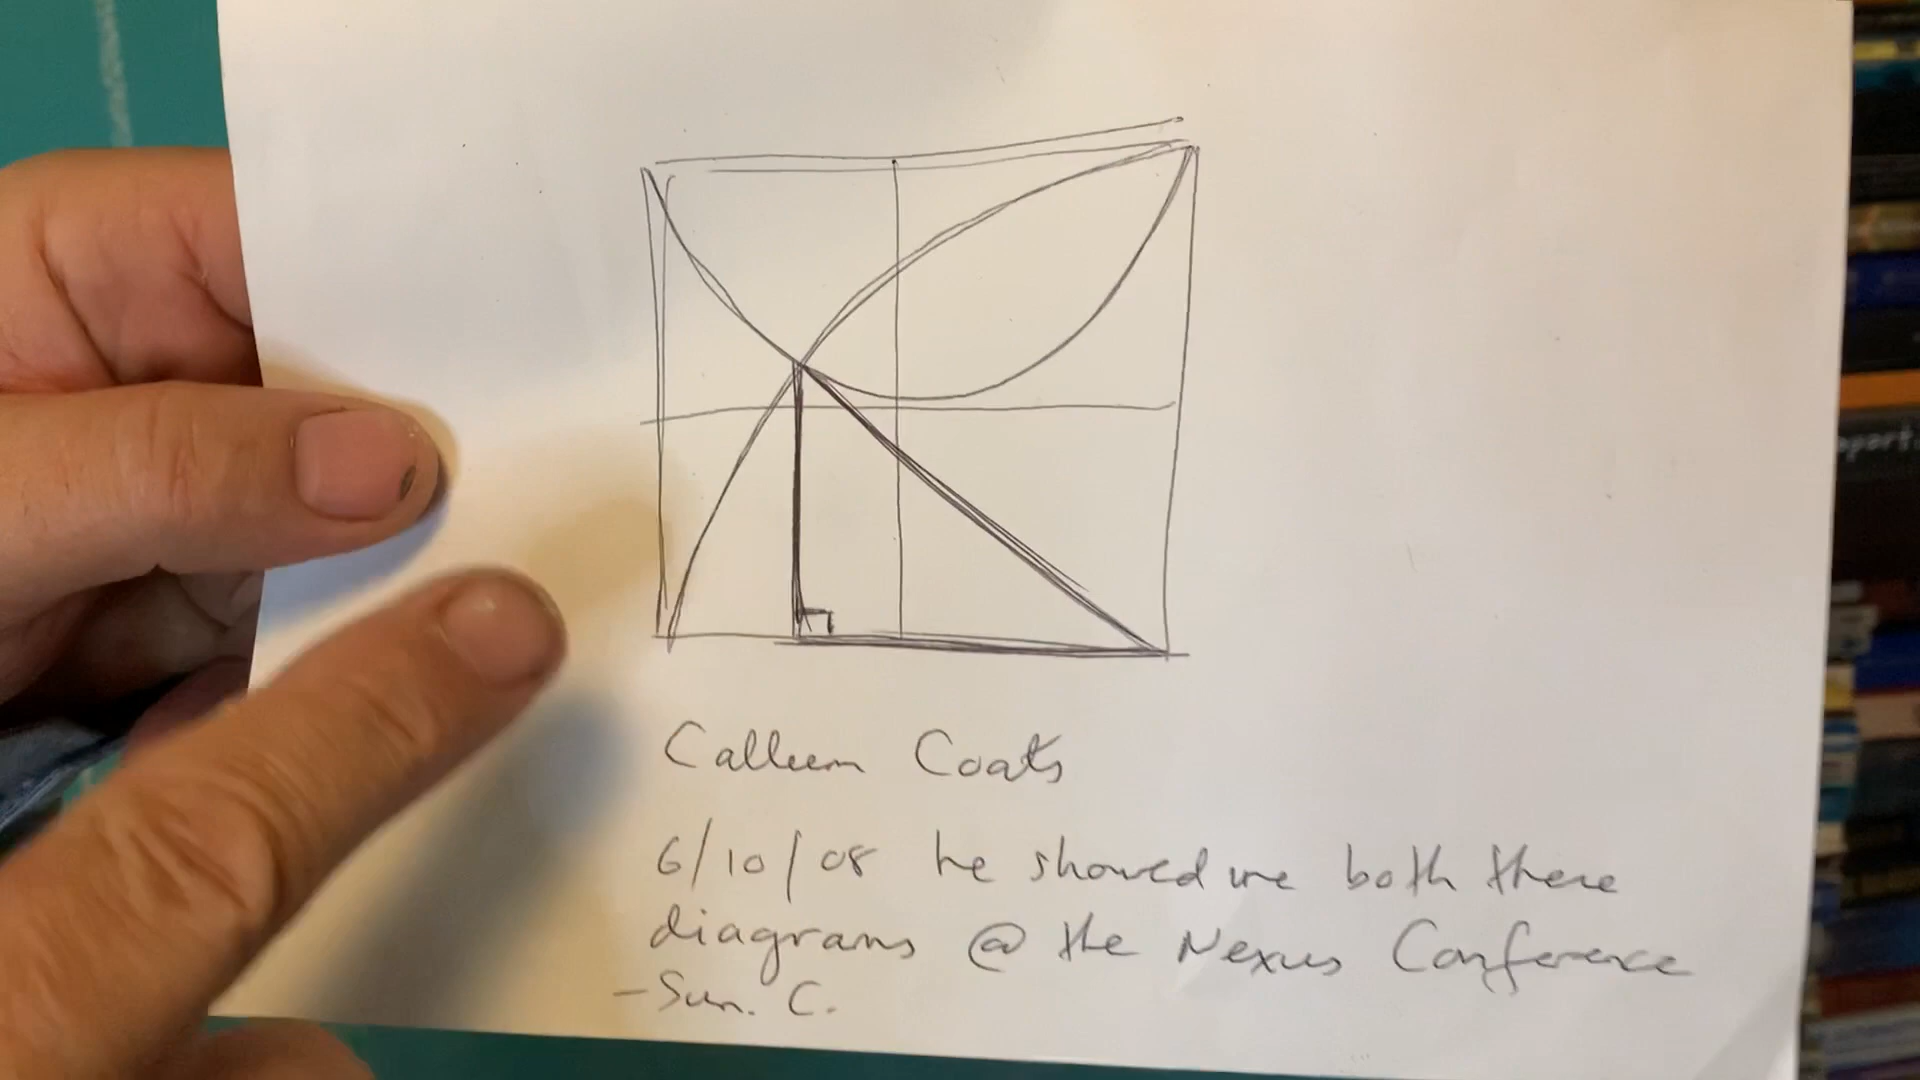 Calleem Coats
6/10/08 he showed me both these
diagrams @ the Nexus Conference
- Sun. C.